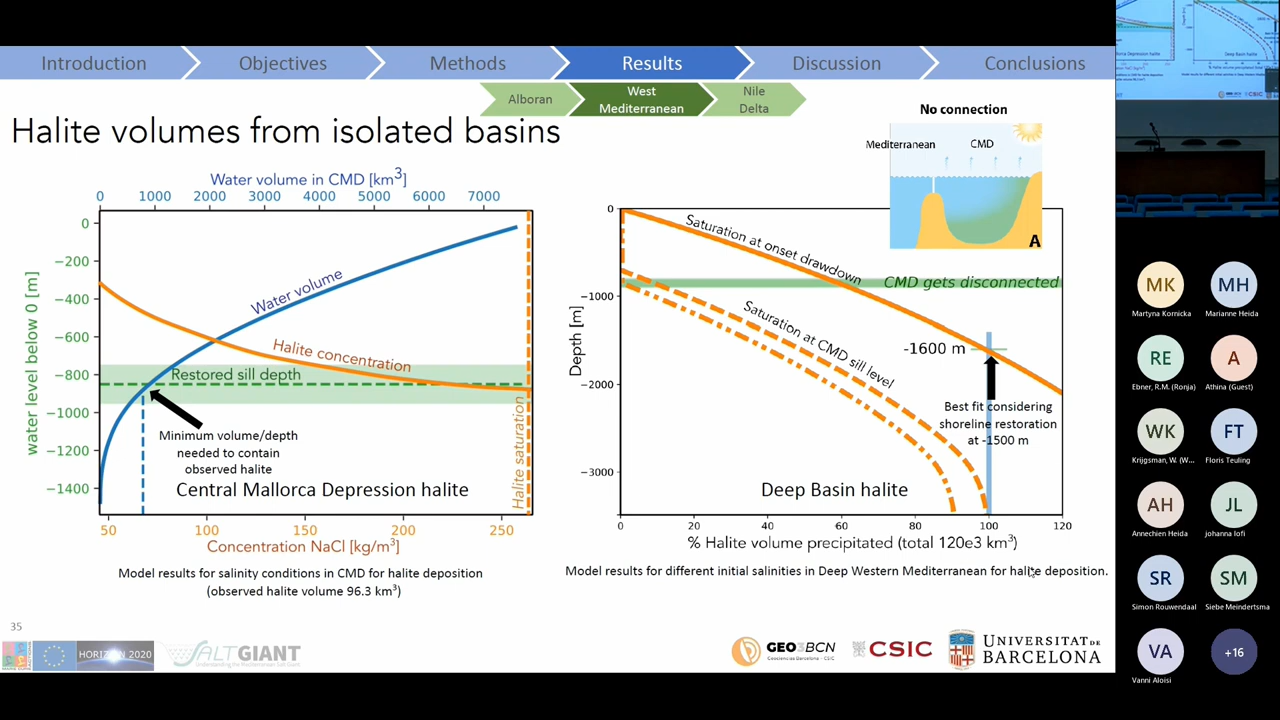 Introduction
Objectives
Methods
Results
Discussion
Conclusions
Alboran
West
Mediterranean
Nile
Delta
Halite volumes from isolated basins
No connection
Mediterranean
CMD
A
Water volume in CMD [km3]
0 1000 2000 3000 4000 5000 6000 7000
water level below 0 [m]
0
−200
−400
−600
−800
−1000
−1200
−1400
Water volume
Halite concentration
Restored sill depth
Minimum volume/depth
needed to contain
observed halite
Halite saturation
Central Mallorca Depression halite
50 100 150 200 250
Concentration NaCl [kg/m3]
Model results for salinity conditions in CMD for halite deposition
(observed halite volume 96.3 km3)
Depth [m]
0
−1000
−2000
−3000
Saturation at onset drawdown
CMD gets disconnected
Saturation at CMD sill level
-1600 m
Best fit considering
shoreline restoration
at -1500 m
Deep Basin halite
0 20 40 60 80 100 120
% Halite volume precipitated (total 120e3 km3)
Model results for different initial salinities in Deep Western Mediterranean for halite deposition.
35
HORIZON 2020
SALTGIANT
Understanding the Mediterranean Salt Giant
GEO3BCN
Geociencias Barcelona - CSIC
CSIC
UNIVERSITAT DE
BARCELONA
MK
Martyna Kornicka
MH
Marianne Heida
RE
Ebner, R.M. (Ronja)
A
Athina (Guest)
WK
Krijgsman, W. (W...
FT
Floris Teuling
AH
Annechien Heida
JL
johanna lofi
SR
Simon Rouwendaal
SM
Siebe Meindertsma
VA
Vanni Aloisi
+16